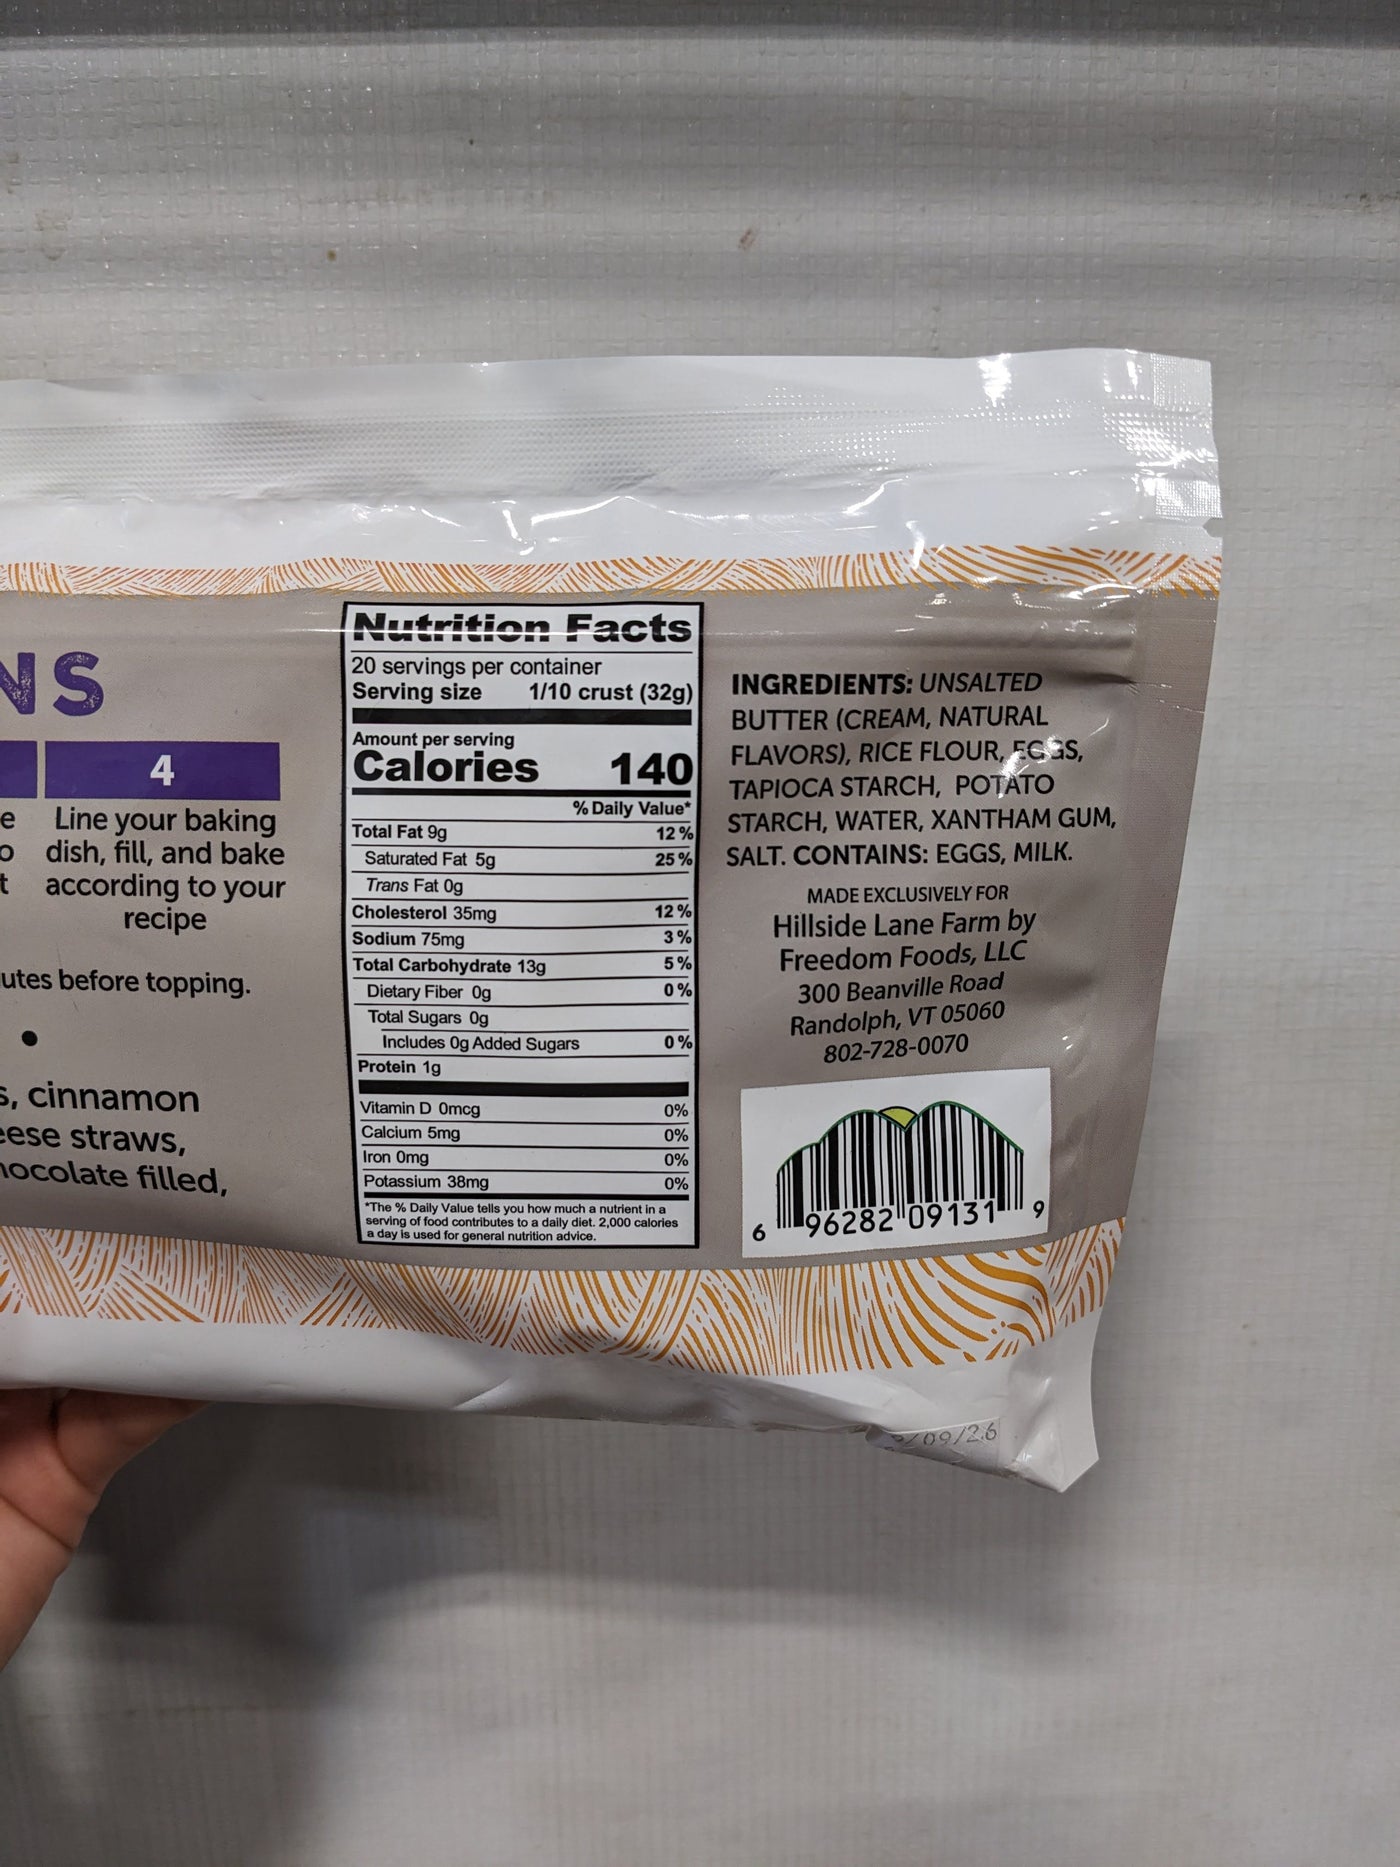 NS
4
e Line your baking
o dish, fill, and bake
t according to your
recipe
utes before topping.
•
s, cinnamon
eese straws,
hocolate filled,
Nutrition Facts
20 servings per container
Serving size 1/10 crust (32g)
Amount per serving
Calories 140
% Daily Value*
Total Fat 9g 12%
Saturated Fat 5g 25%
Trans Fat 0g
Cholesterol 35mg 12%
Sodium 75mg 3%
Total Carbohydrate 13g 5%
Dietary Fiber 0g 0%
Total Sugars 0g
Includes 0g Added Sugars 0%
Protein 1g
Vitamin D 0mcg 0%
Calcium 5mg 0%
Iron 0mg 0%
Potassium 38mg 0%
*The % Daily Value tells you how much a nutrient in a
serving of food contributes to a daily diet. 2,000 calories
a day is used for general nutrition advice.
INGREDIENTS: UNSALTED
BUTTER (CREAM, NATURAL
FLAVORS), RICE FLOUR, EGGS,
TAPIOCA STARCH, POTATO
STARCH, WATER, XANTHAM GUM,
SALT. CONTAINS: EGGS, MILK.
MADE EXCLUSIVELY FOR
Hillside Lane Farm by
Freedom Foods, LLC
300 Beanville Road
Randolph, VT 05060
802-728-0070
6 96282 09131 9
/09/26